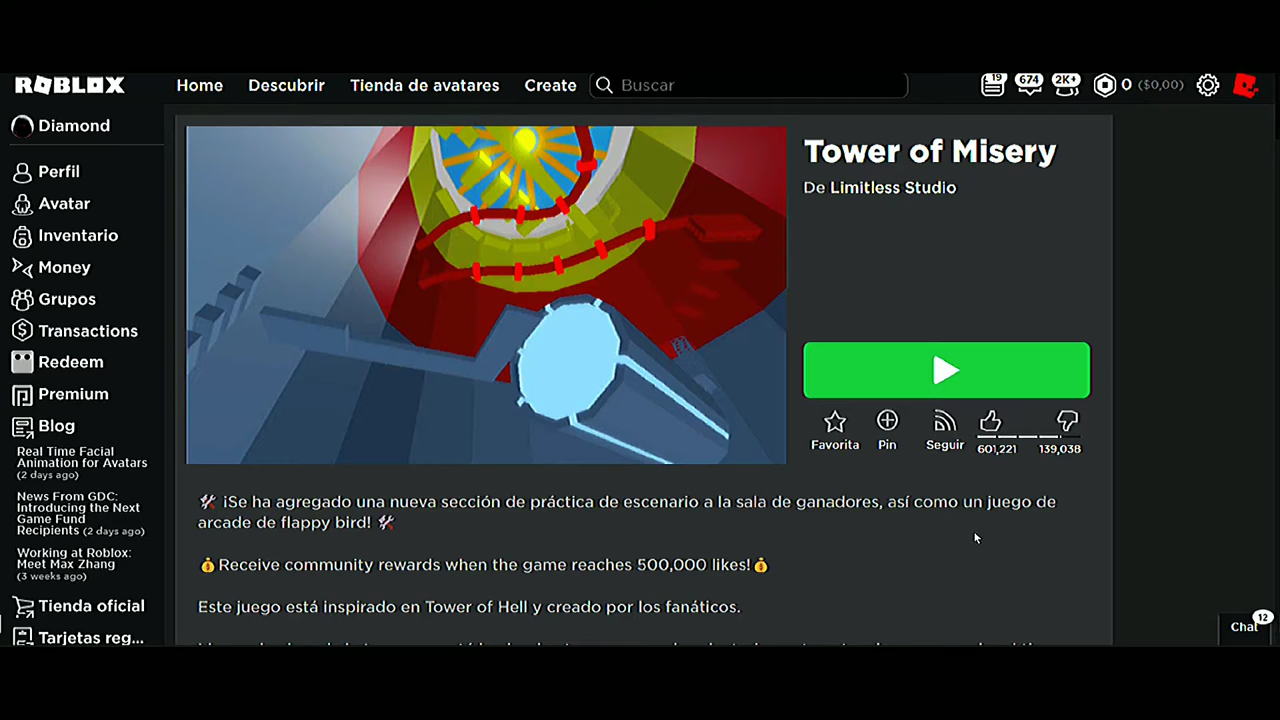 ROBLOX
Home
Descubrir
Tienda de avatares
Create
Buscar
19
674
2K+
0 ($0,00)
Diamond
Perfil
Avatar
Inventario
Money
Grupos
Transactions
Redeem
Premium
Blog
Real Time Facial
Animation for Avatars
(2 days ago)
News From GDC:
Introducing the Next
Game Fund
Recipients (2 days ago)
Working at Roblox:
Meet Max Zhang
(3 weeks ago)
Tienda oficial
Tarjetas reg...
Tower of Misery
De Limitless Studio
Favorita
Pin
Seguir
601,221
139,038
¡Se ha agregado una nueva sección de práctica de escenario a la sala de ganadores, así como un juego de
arcade de flappy bird!
Receive community rewards when the game reaches 500,000 likes!
Este juego está inspirado en Tower of Hell y creado por los fanáticos.
Chat
12